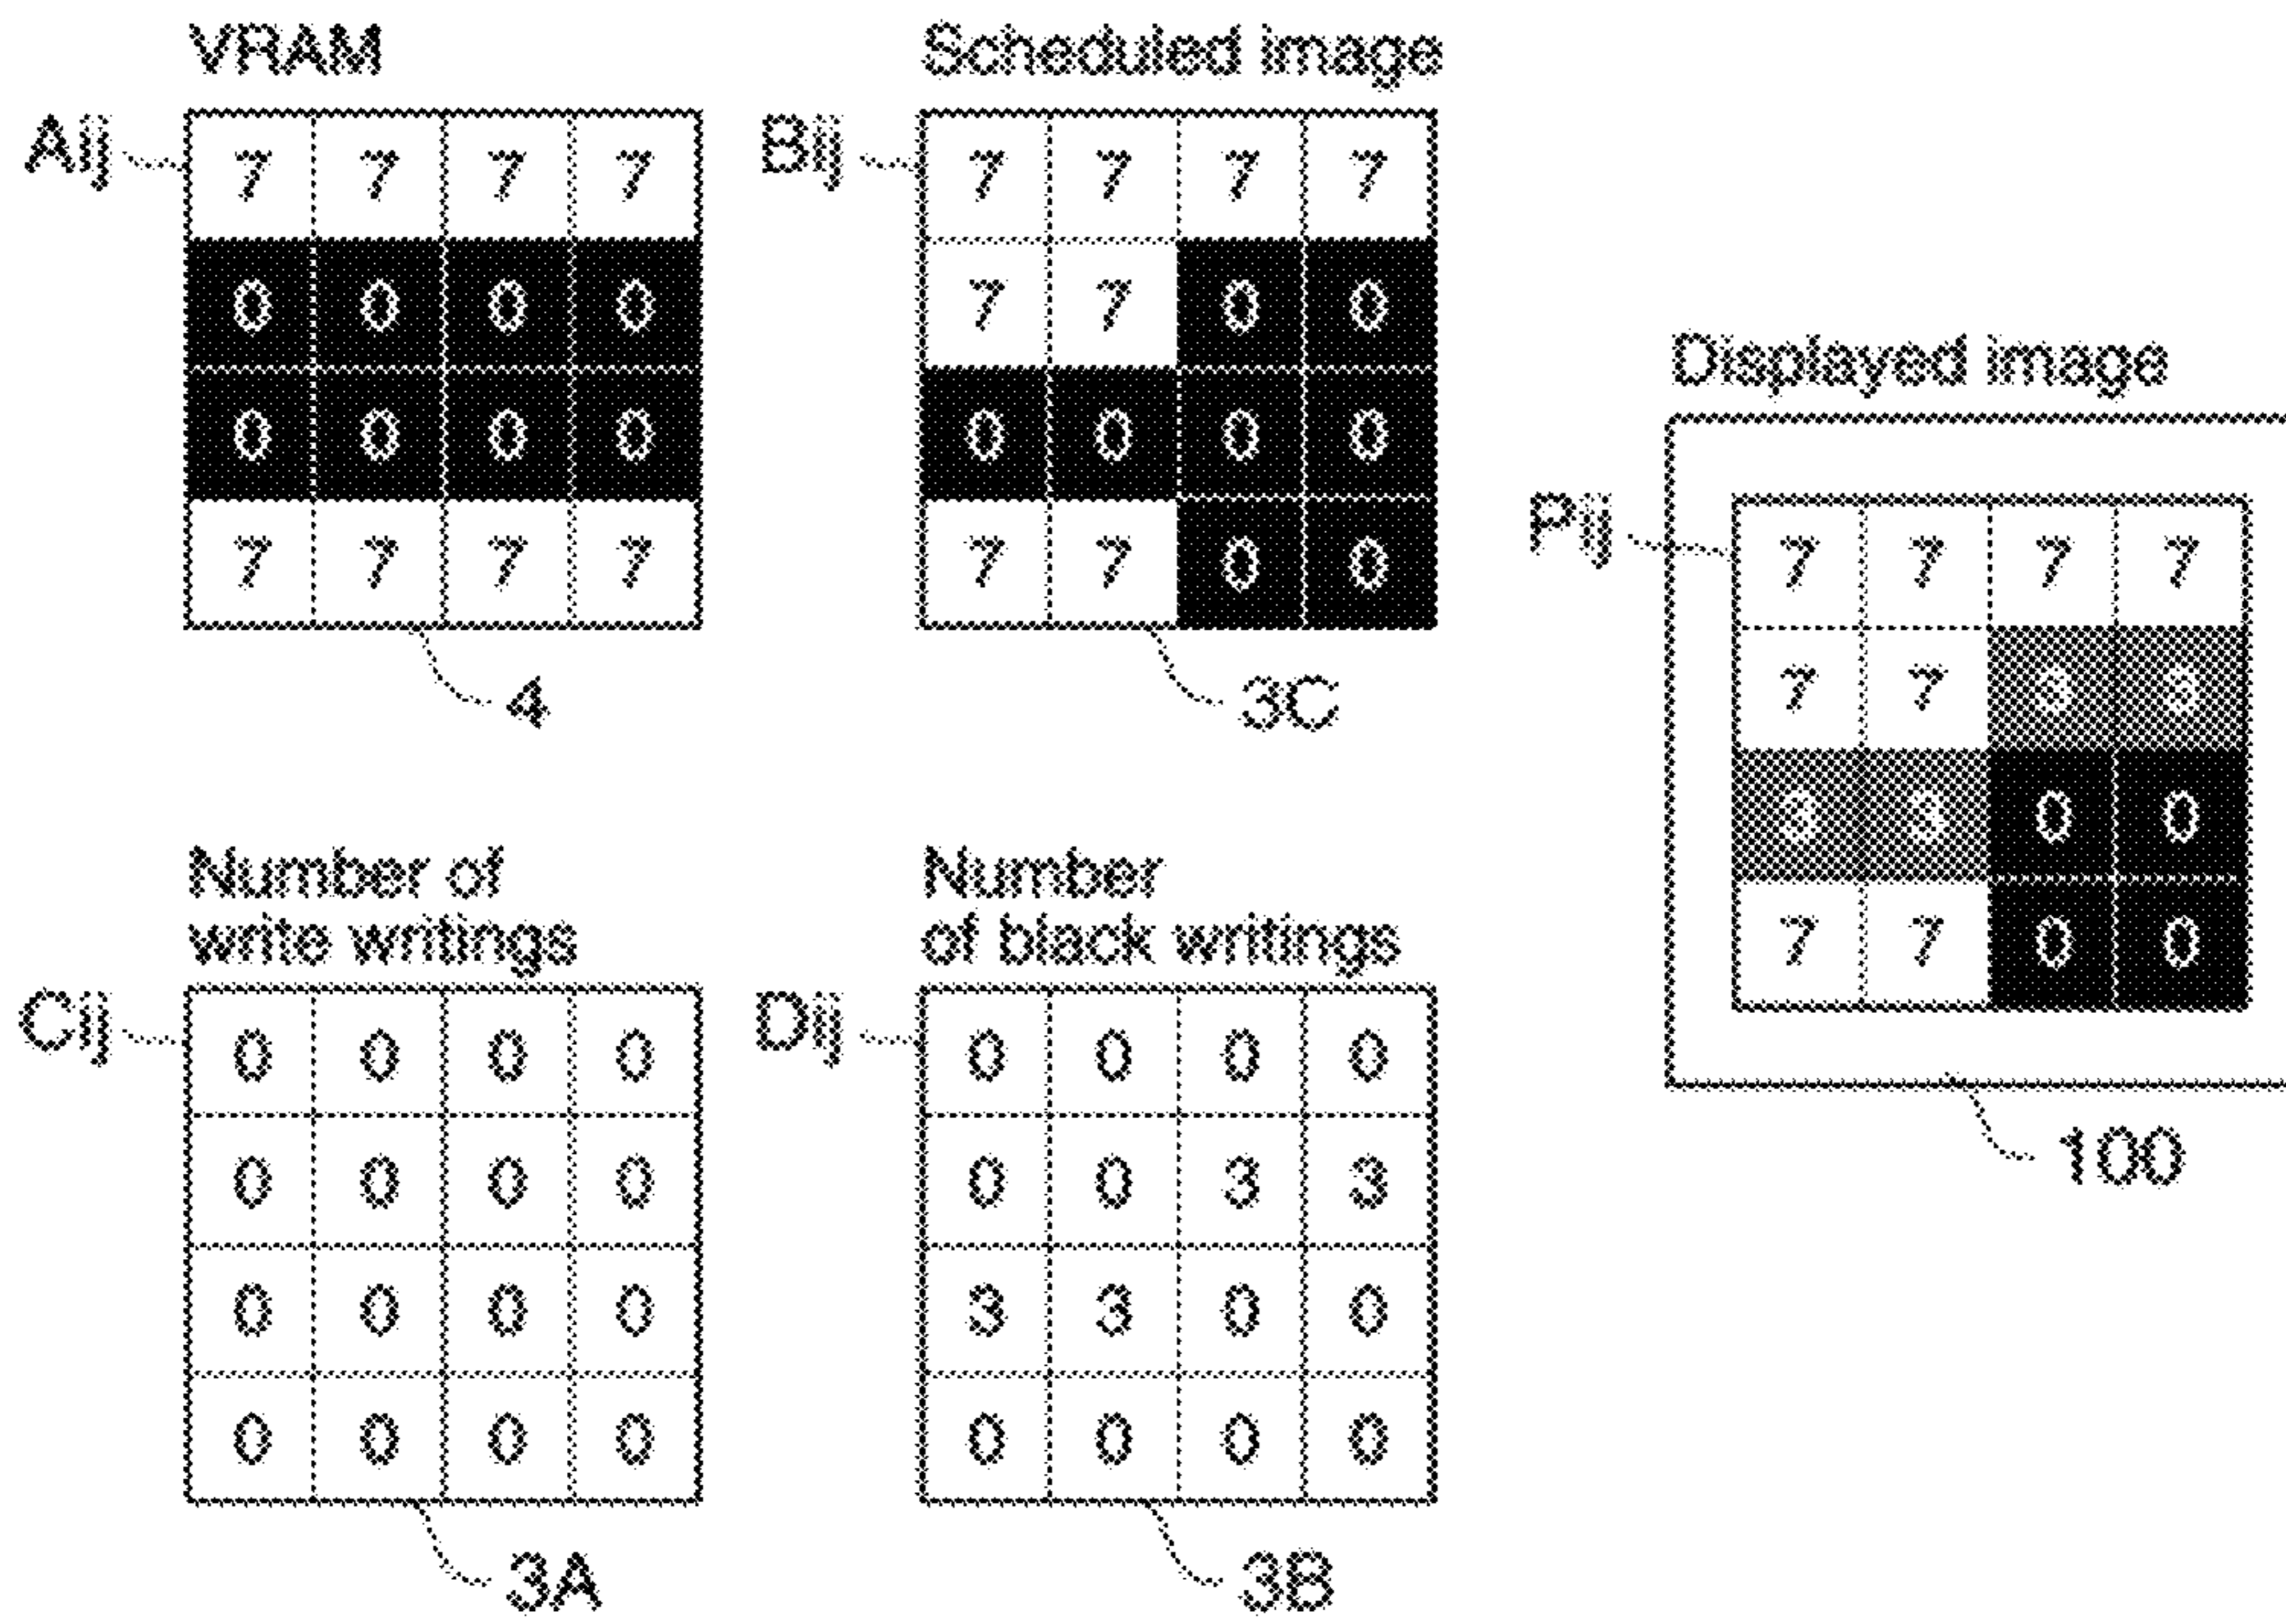 VRAM
Aij
7 7 7 7
0 0 0 0
0 0 0 0
7 7 7 7
4
Scheduled image
Bij
7 7 7 7
7 7 0 0
0 0 0 0
7 7 0 0
3C
Number of
write writings
Cij
0 0 0 0
0 0 0 0
0 0 0 0
0 0 0 0
3A
Number
of black writings
Dij
0 0 0 0
0 0 3 3
3 3 0 0
0 0 0 0
3B
Displayed image
Pij
7 7 7 7
7 7 3 3
3 3 0 0
7 7 0 0
100